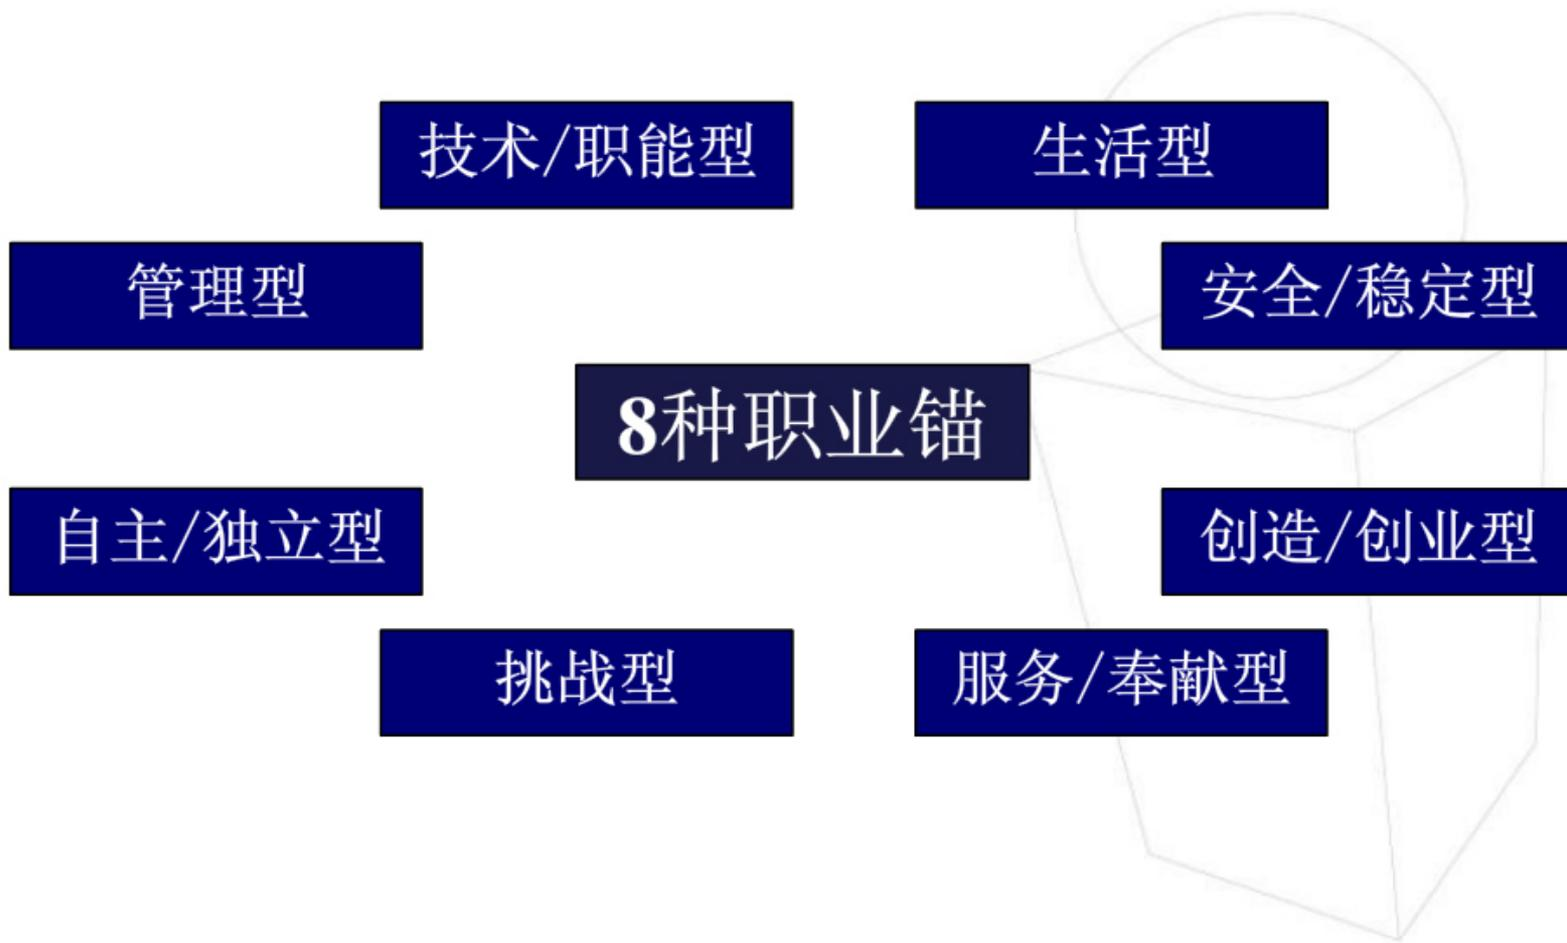 技术/职能型
生活型
管理型
安全/稳定型
8种职业锚
自主/独立型
创造/创业型
挑战型
服务/奉献型